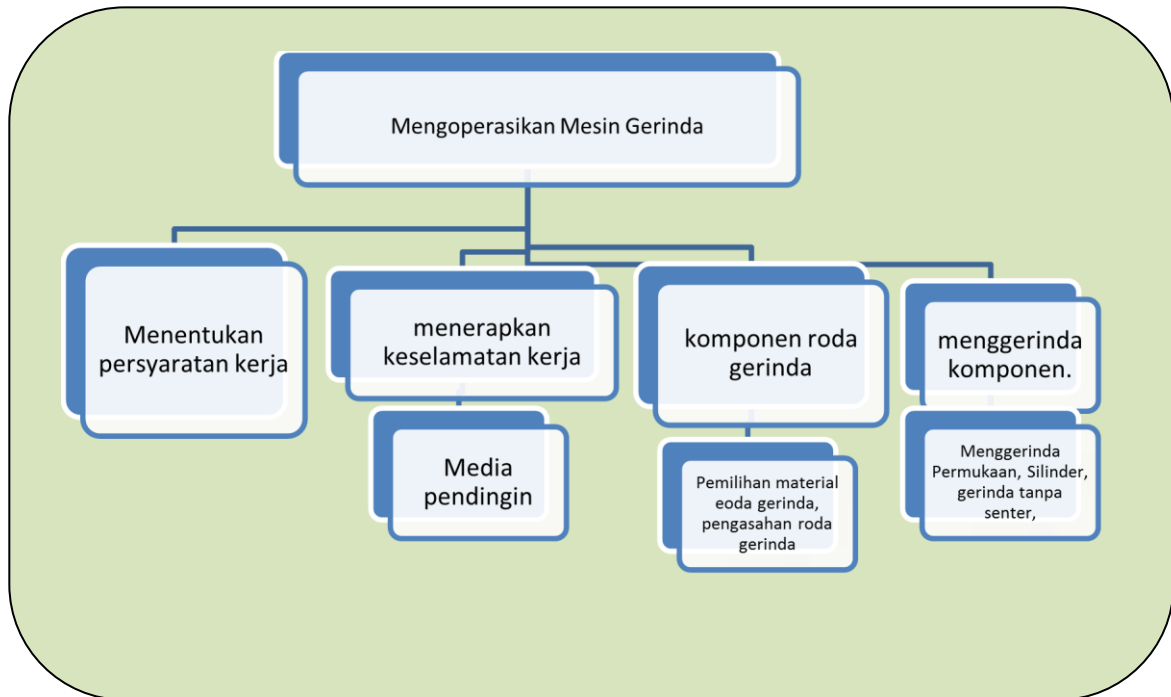 Mengoperasikan Mesin Gerinda
Menentukan
persyaratan kerja
menerapkan
keselamatan kerja
komponen roda
gerinda
menggerinda
komponen.
Media
pendingin
Pemilihan material
eoda gerinda,
pengasahan roda
gerinda
Menggerinda
Permukaan, Silinder,
gerinda tanpa
senter,